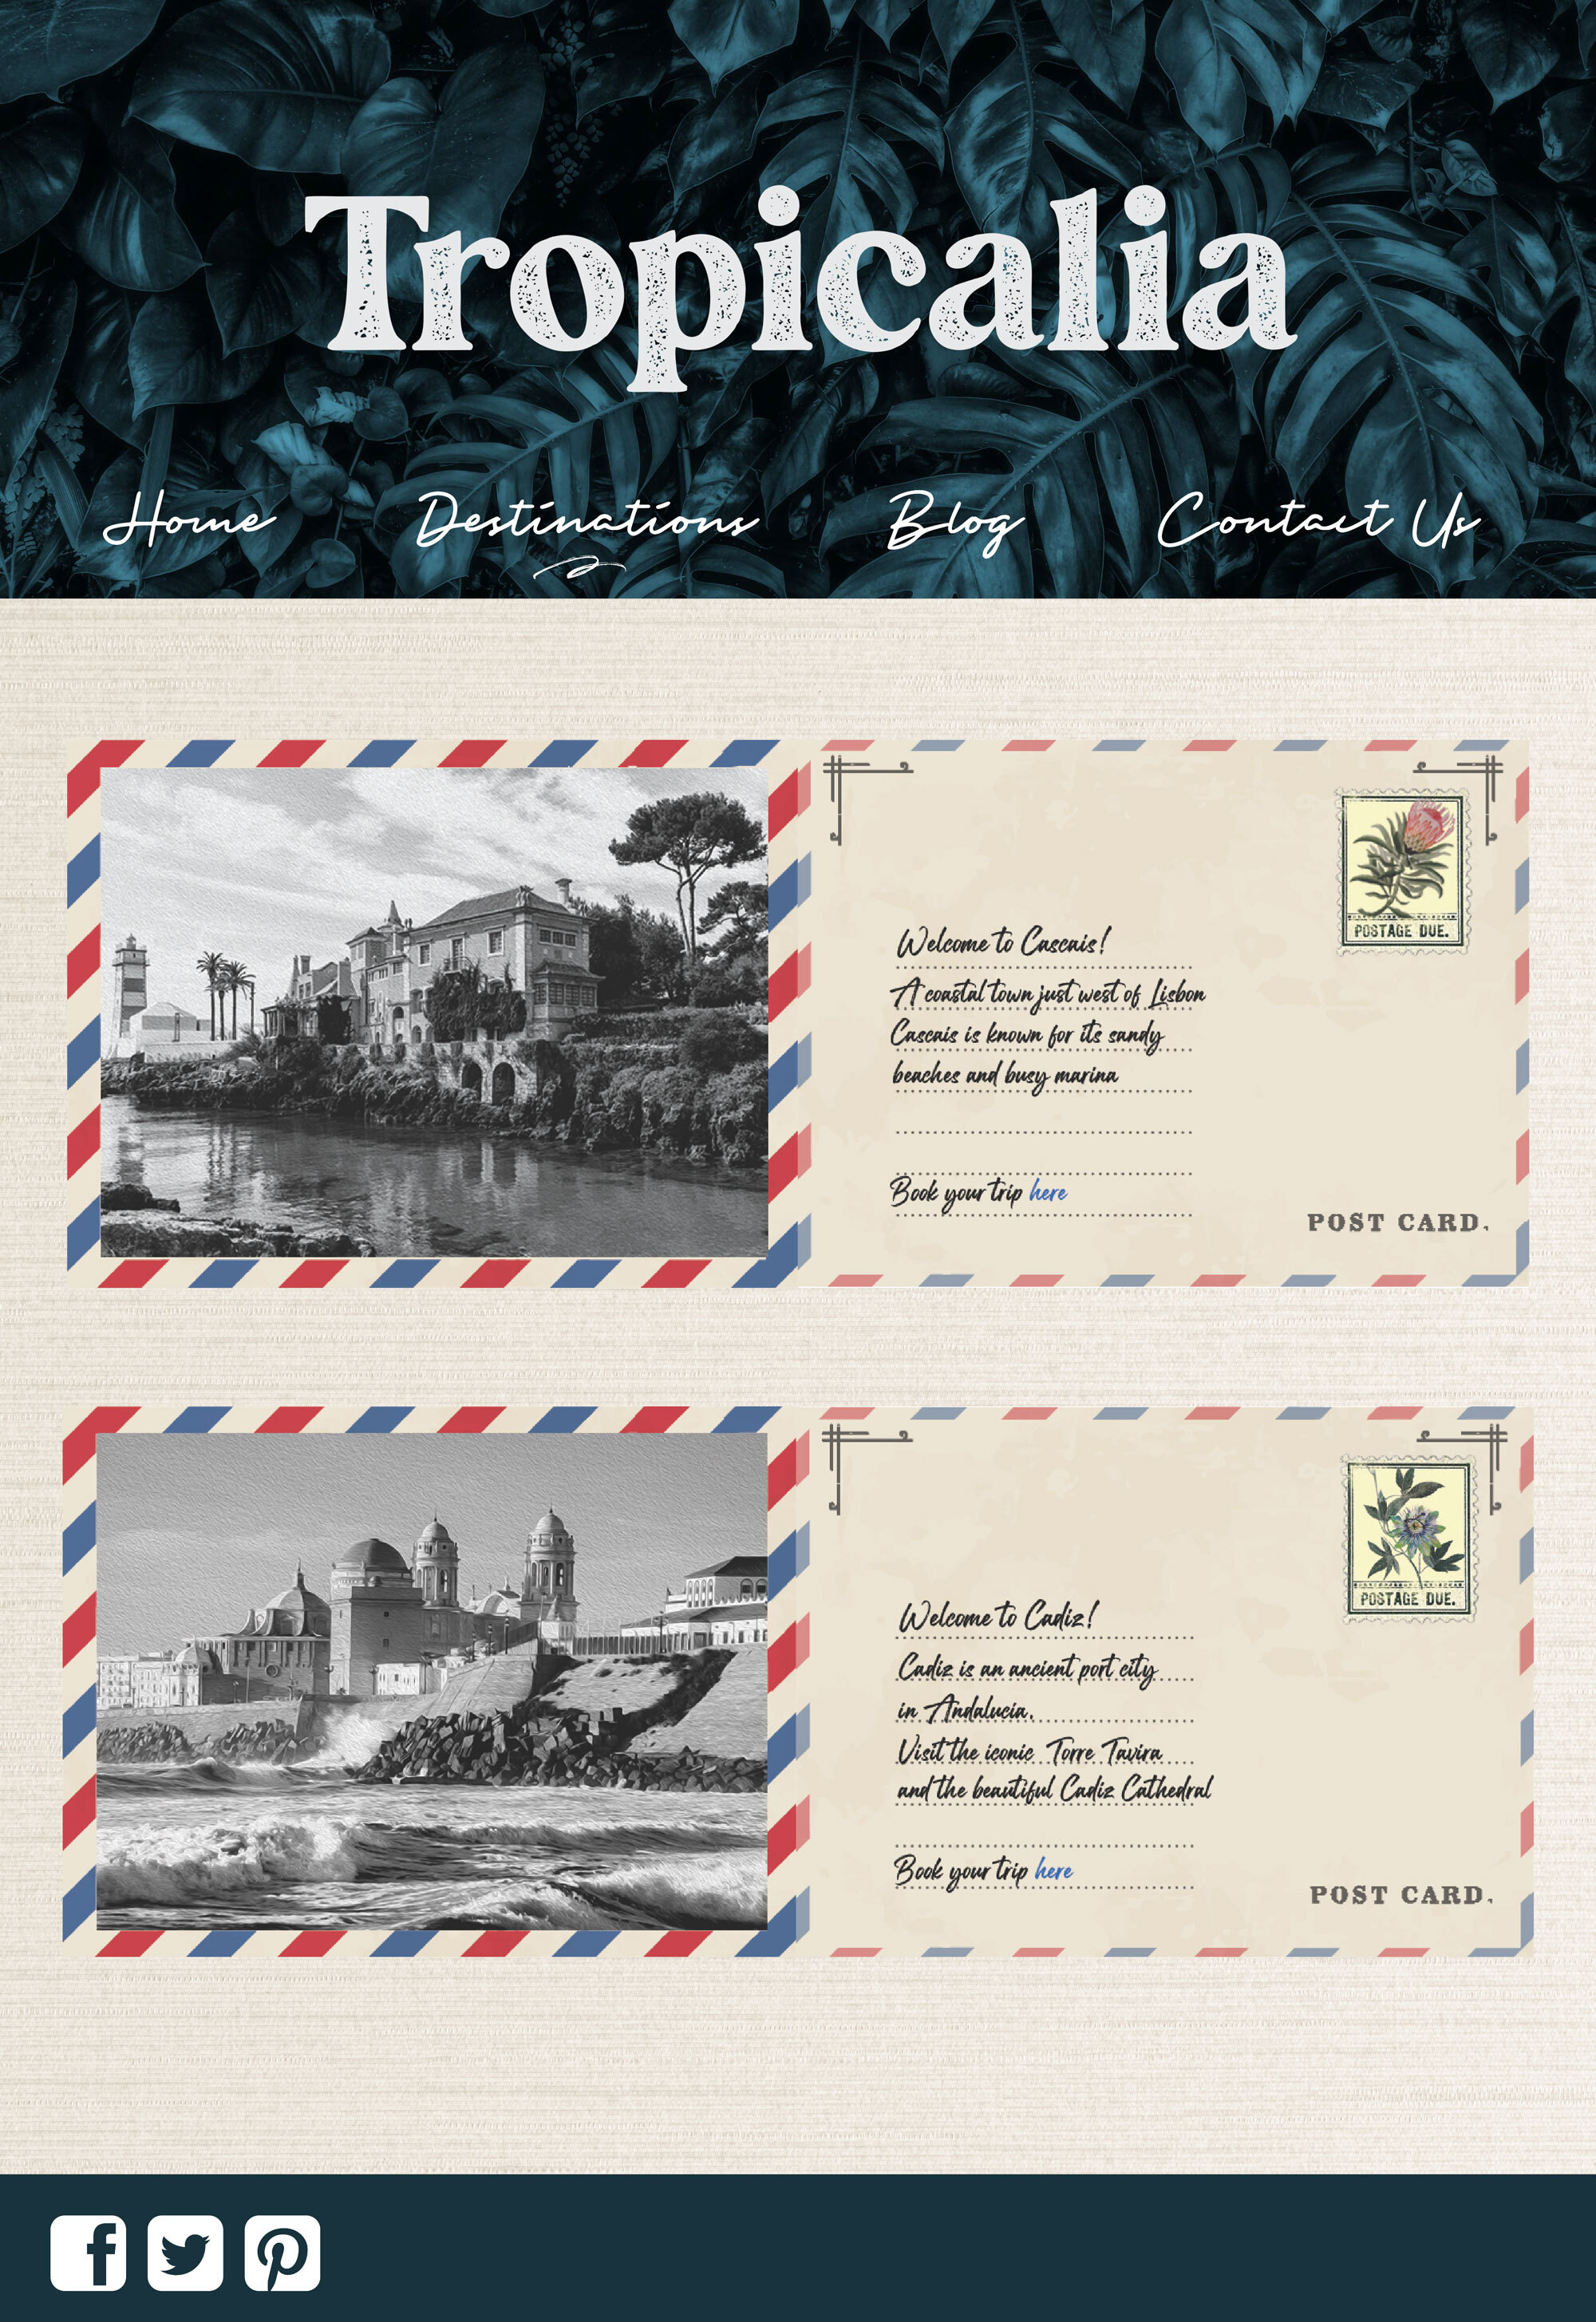 Tropicalia
Home Destinations Blog Contact Us
POSTAGE DUE.
Welcome to Cascais!
A coastal town just west of Lisbon
Cascais is known for its sandy
beaches and busy marina
Book your trip here
POST CARD.
POSTAGE DUE.
Welcome to Cadiz!
Cadiz is an ancient port city
in Andalucia.
Visit the iconic Torre Tavira
and the beautiful Cadiz Cathedral
Book your trip here
POST CARD.